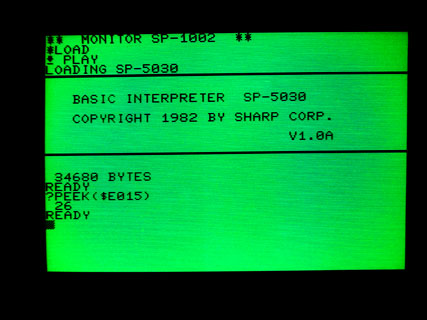 **  MONITOR SP-1002  **
*LOAD
± PLAY
LOADING SP-5030
BASIC INTERPRETER  SP-5030
COPYRIGHT 1982 BY SHARP CORP.
V1.0A
34680 BYTES
READY
?PEEK($E015)
26
READY